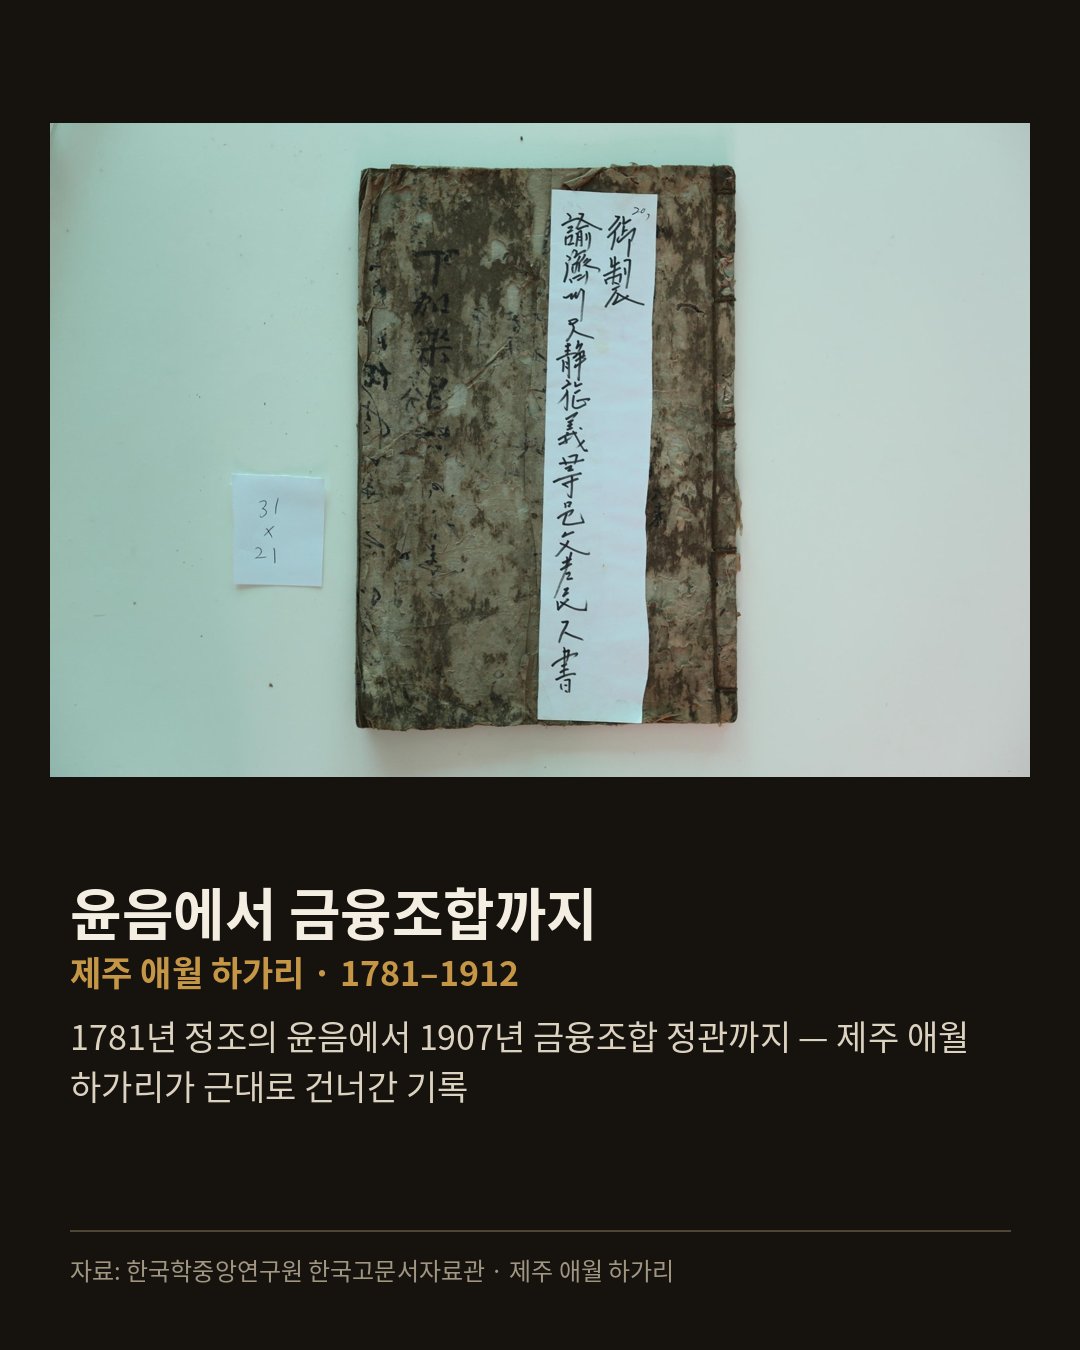 20,
御製
諭濟州大静旌義等邑父老民人書
下加樂
31
x
21
윤음에서 금융조합까지
제주 애월 하가리 · 1781–1912
1781년 정조의 윤음에서 1907년 금융조합 정관까지 — 제주 애월
하가리가 근대로 건너간 기록
자료: 한국학중앙연구원 한국고문서자료관 · 제주 애월 하가리